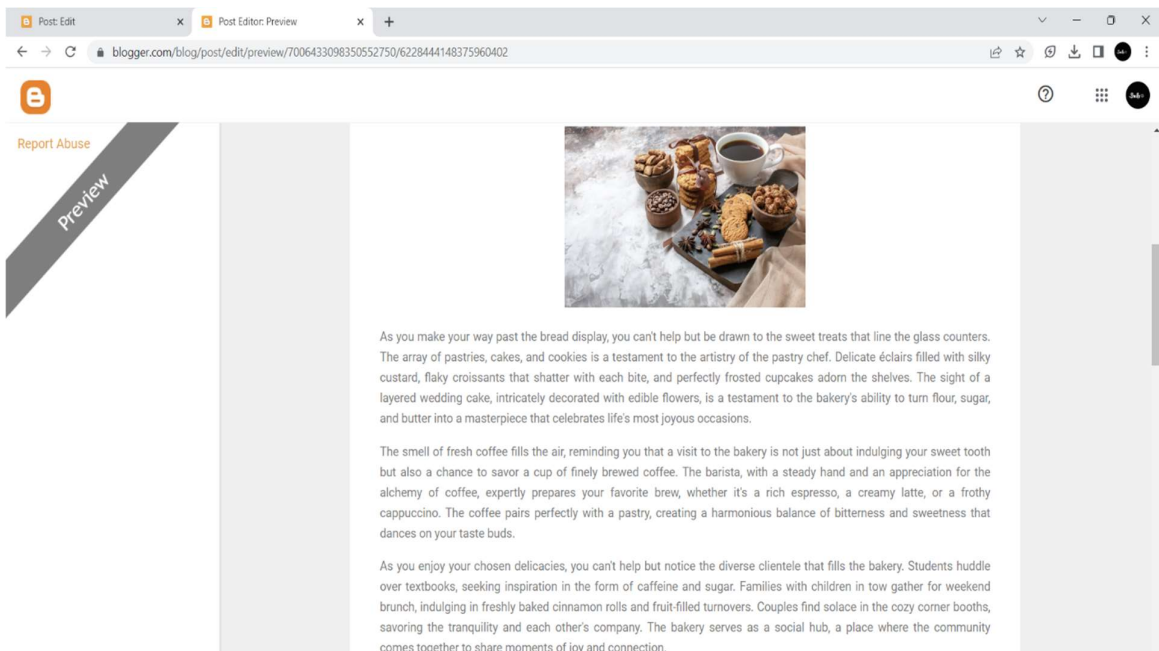 Post: Edit
Post Editor: Preview
blogger.com/blog/post/edit/preview/7006433098350552750/6228444148375960402
Report Abuse
Preview
As you make your way past the bread display, you can't help but be drawn to the sweet treats that line the glass counters.
The array of pastries, cakes, and cookies is a testament to the artistry of the pastry chef. Delicate éclairs filled with silky
custard, flaky croissants that shatter with each bite, and perfectly frosted cupcakes adorn the shelves. The sight of a
layered wedding cake, intricately decorated with edible flowers, is a testament to the bakery's ability to turn flour, sugar,
and butter into a masterpiece that celebrates life's most joyous occasions.
The smell of fresh coffee fills the air, reminding you that a visit to the bakery is not just about indulging your sweet tooth
but also a chance to savor a cup of finely brewed coffee. The barista, with a steady hand and an appreciation for the
alchemy of coffee, expertly prepares your favorite brew, whether it's a rich espresso, a creamy latte, or a frothy
cappuccino. The coffee pairs perfectly with a pastry, creating a harmonious balance of bitterness and sweetness that
dances on your taste buds.
As you enjoy your chosen delicacies, you can't help but notice the diverse clientele that fills the bakery. Students huddle
over textbooks, seeking inspiration in the form of caffeine and sugar. Families with children in tow gather for weekend
brunch, indulging in freshly baked cinnamon rolls and fruit-filled turnovers. Couples find solace in the cozy corner booths,
savoring the tranquility and each other's company. The bakery serves as a social hub, a place where the community
comes together to share moments of joy and connection.